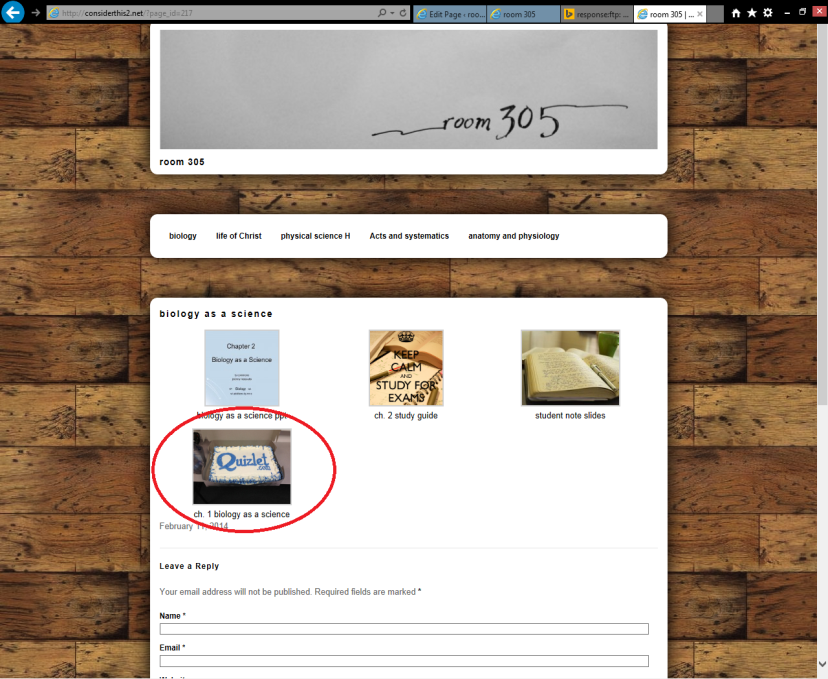 http://considerthis2.net/?page_id=217
Edit Page ‹ roo...
room 305
response:ftp: ...
room 305 | ...
room 305
room 305
biology
life of Christ
physical science H
Acts and systematics
anatomy and physiology
biology as a science
Chapter 2
Biology as a Science
KEEP
CALM
AND
STUDY FOR
EXAMS
biology as a science ppt
ch. 2 study guide
student note slides
Quizlet
.com
ch. 1 biology as a science
February 11, 2014
Leave a Reply
Your email address will not be published. Required fields are marked *
Name *
Email *